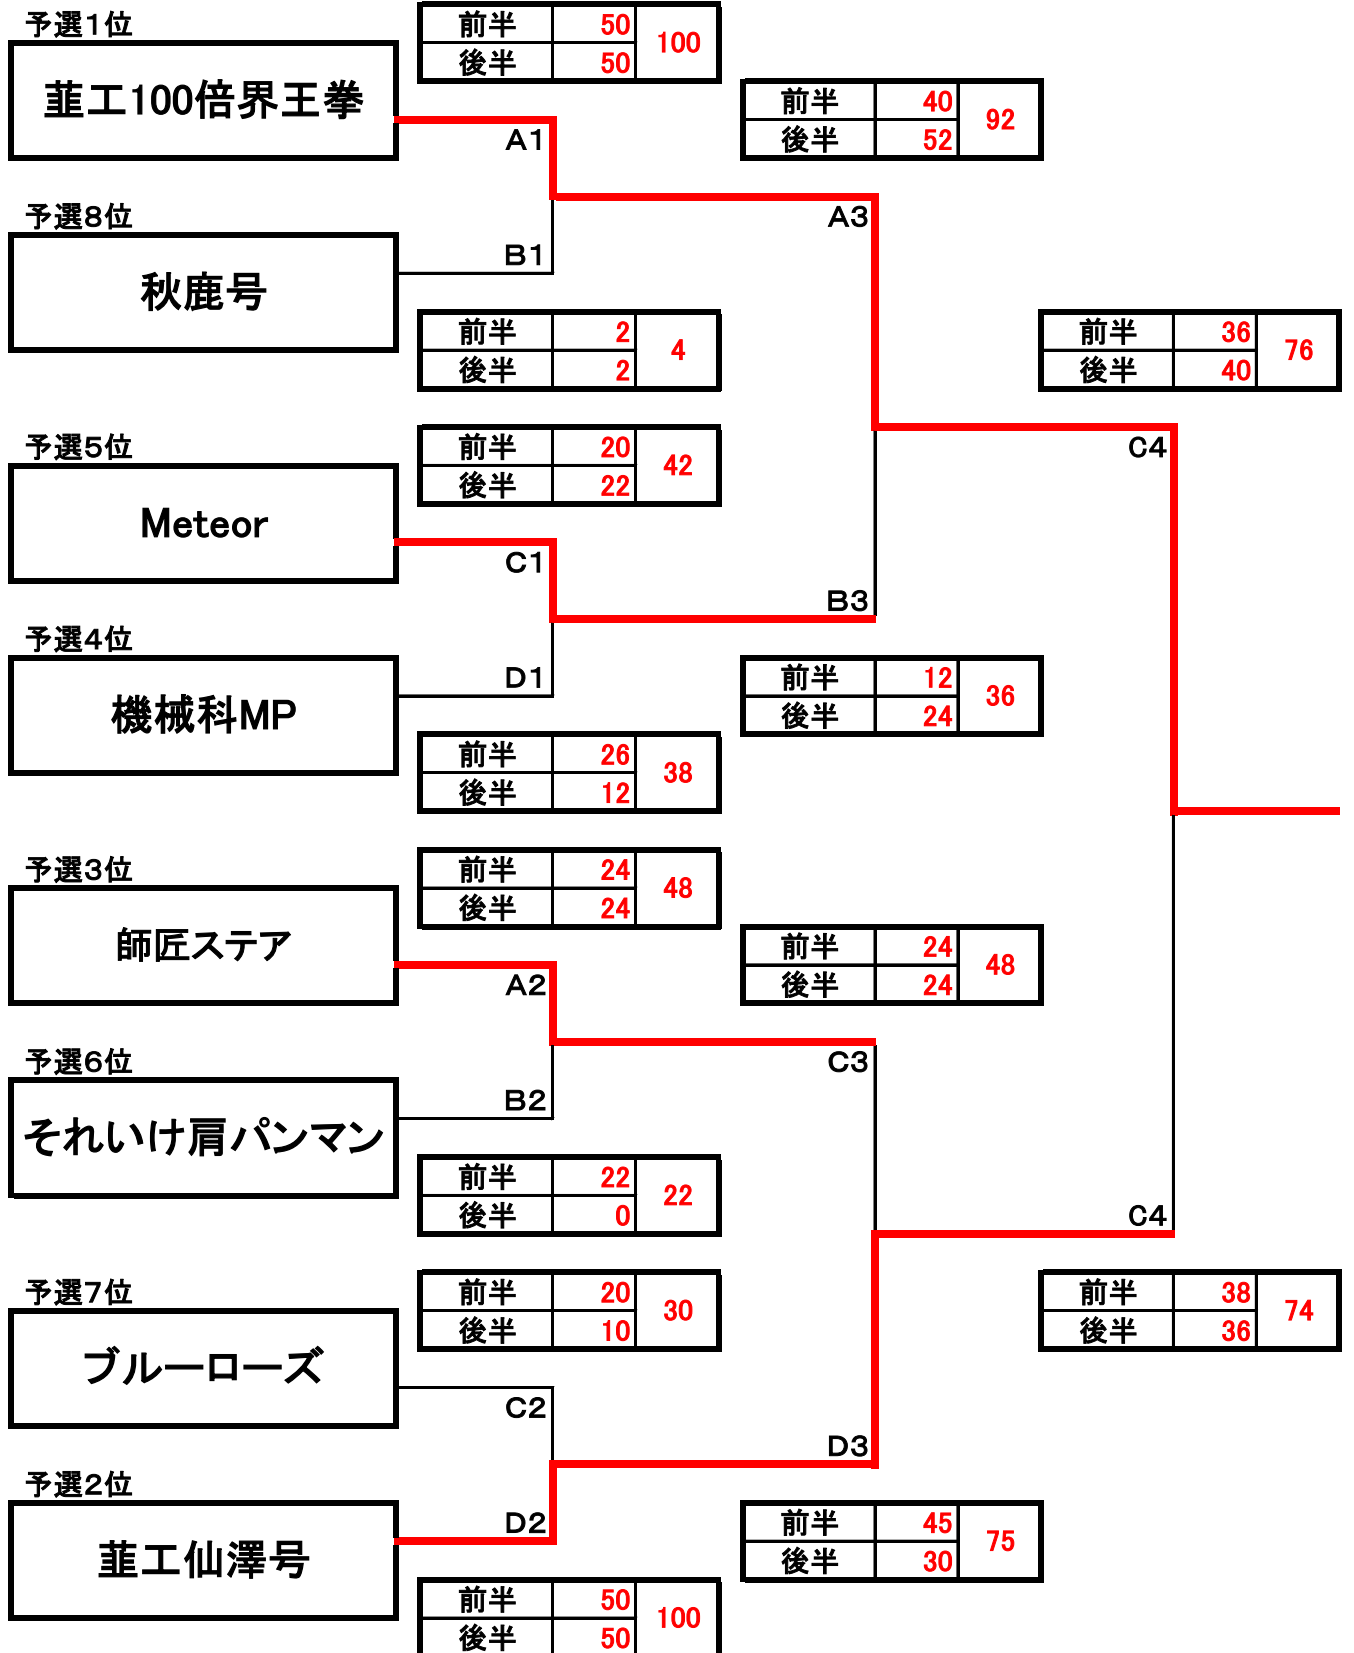 予選1位
前半 50 100
後半 50
韮工100倍界王拳
前半 40 92
後半 52
A1
予選8位
A3
B1
秋鹿号
前半 2 4
後半 2
前半 36 76
後半 40
予選5位
前半 20 42
後半 22
C4
Meteor
C1
B3
予選4位
D1
前半 12 36
後半 24
機械科MP
前半 26 38
後半 12
予選3位
前半 24 48
後半 24
師匠ステア
前半 24 48
後半 24
A2
予選6位
C3
B2
それいけ肩パンマン
前半 22 22
後半 0
C4
予選7位
前半 20 30
後半 10
前半 38 74
後半 36
ブルーローズ
C2
D3
予選2位
D2
前半 45 75
後半 30
韮工仙澤号
前半 50 100
後半 50